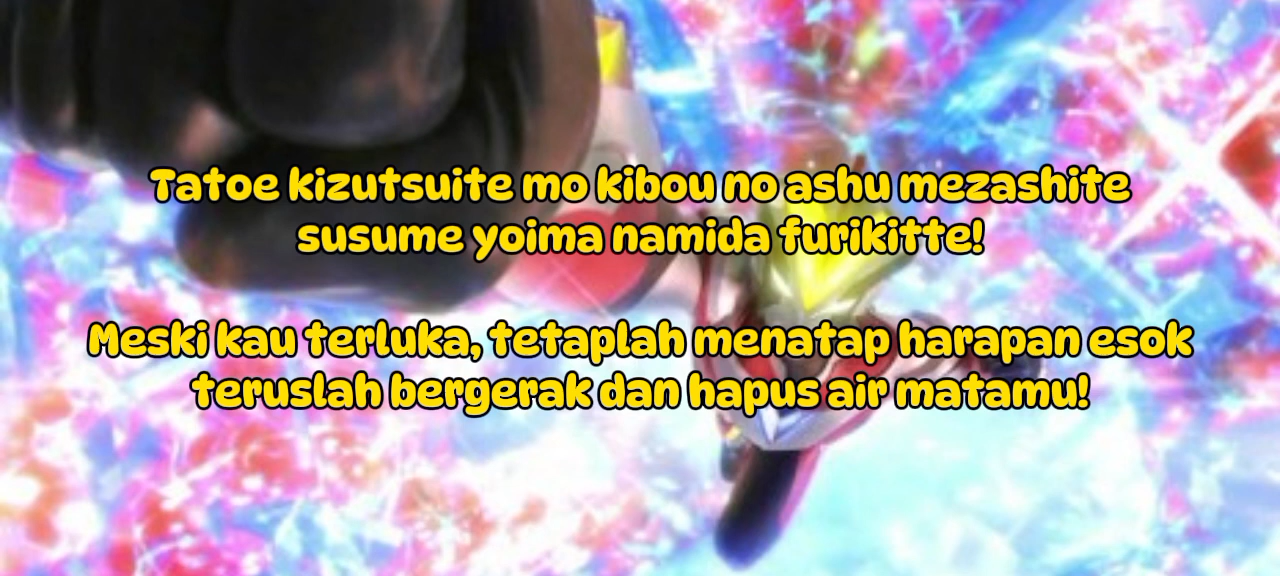 Tatoe kizutsuite mo kibou no ashu mezashite
susume yoima namida furikitte!
Meski kau terluka, tetaplah menatap harapan esok
teruslah bergerak dan hapus air matamu!